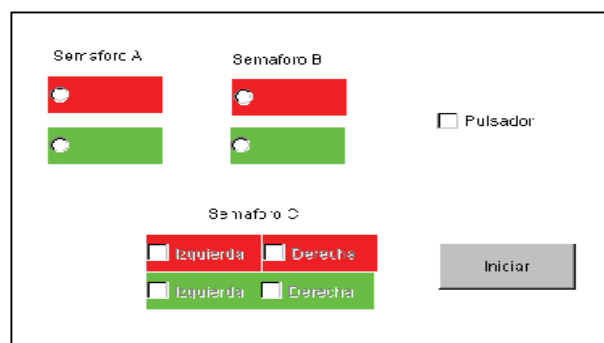 Semaforo A
Semaforo B
Pulsador
Semaforo C
Izquierda Derecha
Izquierda Derecha
Iniciar